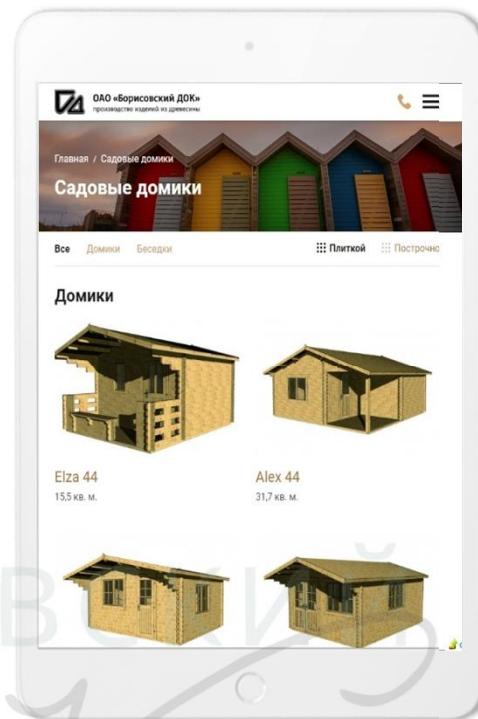 ОАО «Борисовский ДОК»
производство изделий из древесины
Главная / Садовые домики
Садовые домики
Все Домики Беседки Плиткой Построчно
Домики
Elza 44 Alex 44
15,5 кв. м. 31,7 кв. м.